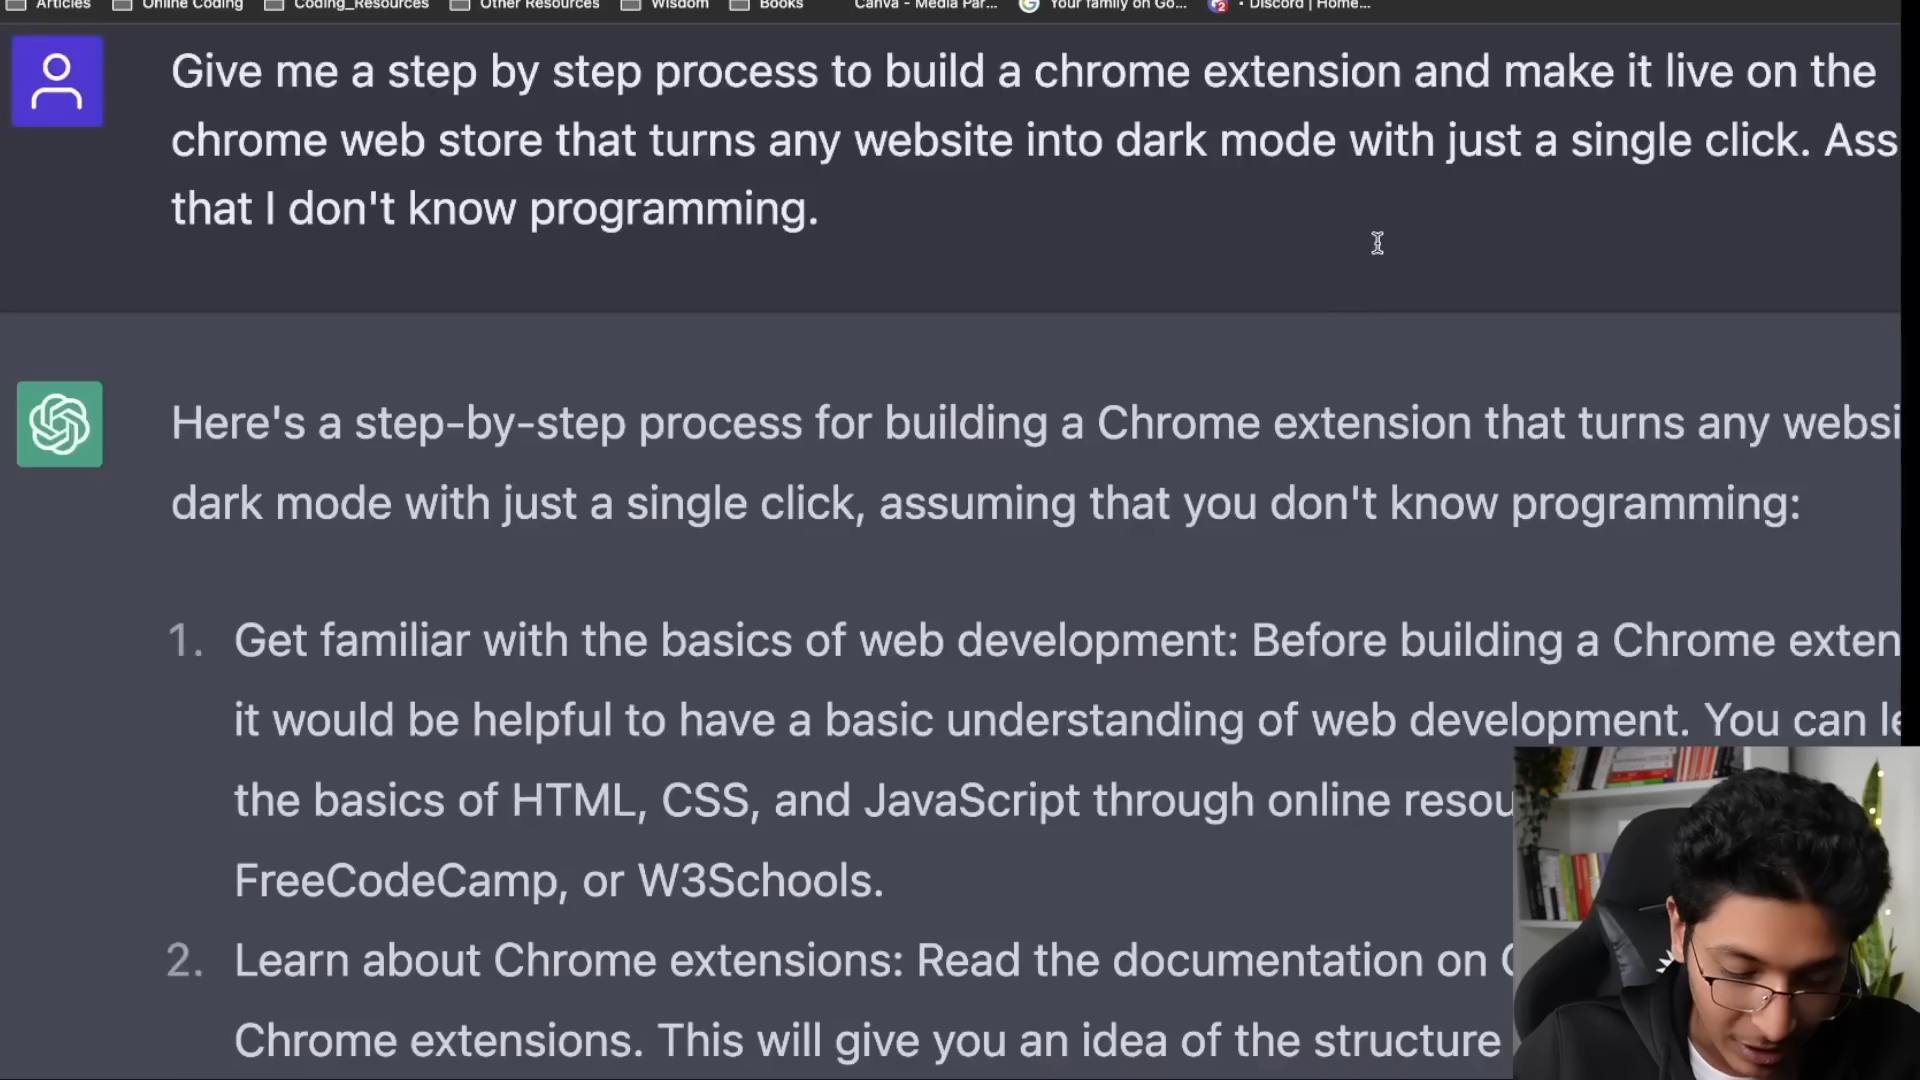 Articles Online Coding Coding_Resources Other Resources Wisdom Books Canva - Media Par... Your family on Go... 2 • Discord | Home...
Give me a step by step process to build a chrome extension and make it live on the
chrome web store that turns any website into dark mode with just a single click. Ass
that I don't know programming.
Here's a step-by-step process for building a Chrome extension that turns any websi
dark mode with just a single click, assuming that you don't know programming:
1. Get familiar with the basics of web development: Before building a Chrome exten
it would be helpful to have a basic understanding of web development. You can le
the basics of HTML, CSS, and JavaScript through online resou
FreeCodeCamp, or W3Schools.
2. Learn about Chrome extensions: Read the documentation on
Chrome extensions. This will give you an idea of the structure